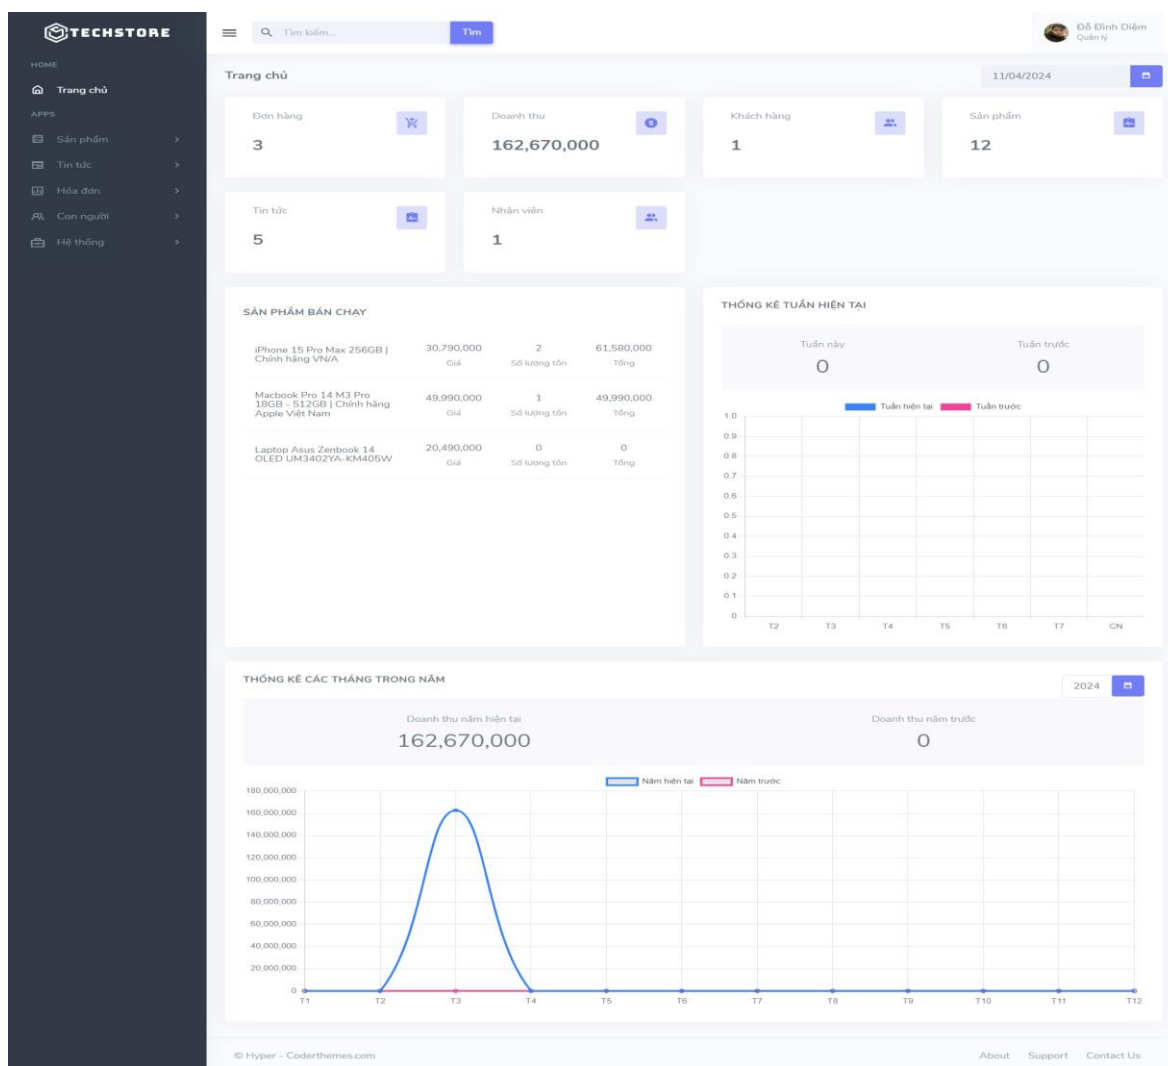 TECHSTORE
Tìm kiếm...
Tìm
Đỗ Đình Diệm
Quản lý
HOME
Trang chủ
APPS
Sản phẩm
Tin tức
Hóa đơn
Con người
Hệ thống
Trang chủ
11/04/2024
Đơn hàng
3
Doanh thu
162,670,000
Khách hàng
1
Sản phẩm
12
Tin tức
5
Nhân viên
1
SẢN PHẨM BÁN CHẠY
iPhone 15 Pro Max 256GB |
Chính hãng VN/A
30,790,000
Giá
2
Số lượng tồn
61,580,000
Tổng
Macbook Pro 14 M3 Pro
18GB - 512GB | Chính hãng
Apple Việt Nam
49,990,000
Giá
1
Số lượng tồn
49,990,000
Tổng
Laptop Asus Zenbook 14
OLED UM3402YA-KM405W
20,490,000
Giá
0
Số lượng tồn
0
Tổng
THỐNG KÊ TUẦN HIỆN TẠI
Tuần này
0
Tuần trước
0
Tuần hiện tại Tuần trước
1.0
0.9
0.8
0.7
0.6
0.5
0.4
0.3
0.2
0.1
0
T2 T3 T4 T5 T6 T7 CN
THỐNG KÊ CÁC THÁNG TRONG NĂM
2024
Doanh thu năm hiện tại
162,670,000
Doanh thu năm trước
0
Năm hiện tại Năm trước
180,000,000
160,000,000
140,000,000
120,000,000
100,000,000
80,000,000
60,000,000
40,000,000
20,000,000
0
T1 T2 T3 T4 T5 T6 T7 T8 T9 T10 T11 T12
© Hyper - Coderthemes.com
About Support Contact Us